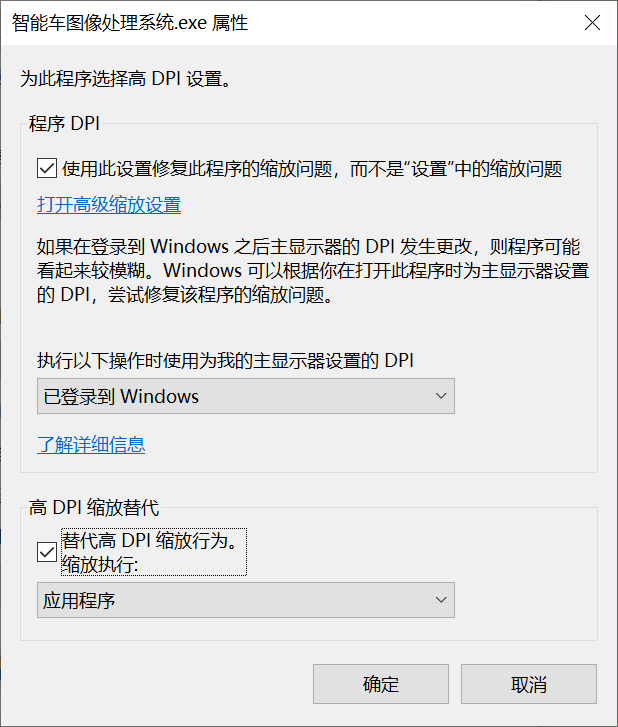 智能车图像处理系统.exe 属性
为此程序选择高 DPI 设置。
程序 DPI
使用此设置修复此程序的缩放问题，而不是“设置”中的缩放问题
打开高级缩放设置
如果在登录到 Windows 之后主显示器的 DPI 发生更改，则程序可能
看起来较模糊。Windows 可以根据你在打开此程序时为主显示器设置
的 DPI，尝试修复该程序的缩放问题。
执行以下操作时使用为我的主显示器设置的 DPI
已登录到 Windows
了解详细信息
高 DPI 缩放替代
替代高 DPI 缩放行为。
缩放执行:
应用程序
确定
取消